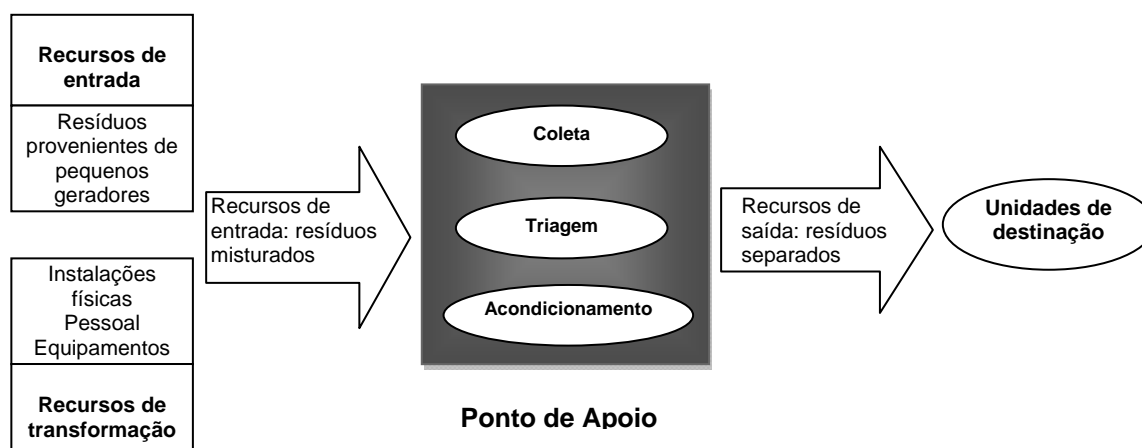 Recursos de
entrada
Resíduos
provenientes de
pequenos
geradores
Instalações
físicas
Pessoal
Equipamentos
Recursos de
transformação
Recursos de
entrada: resíduos
misturados
Coleta
Triagem
Acondicionamento
Ponto de Apoio
Recursos de
saída: resíduos
separados
Unidades de
destinação